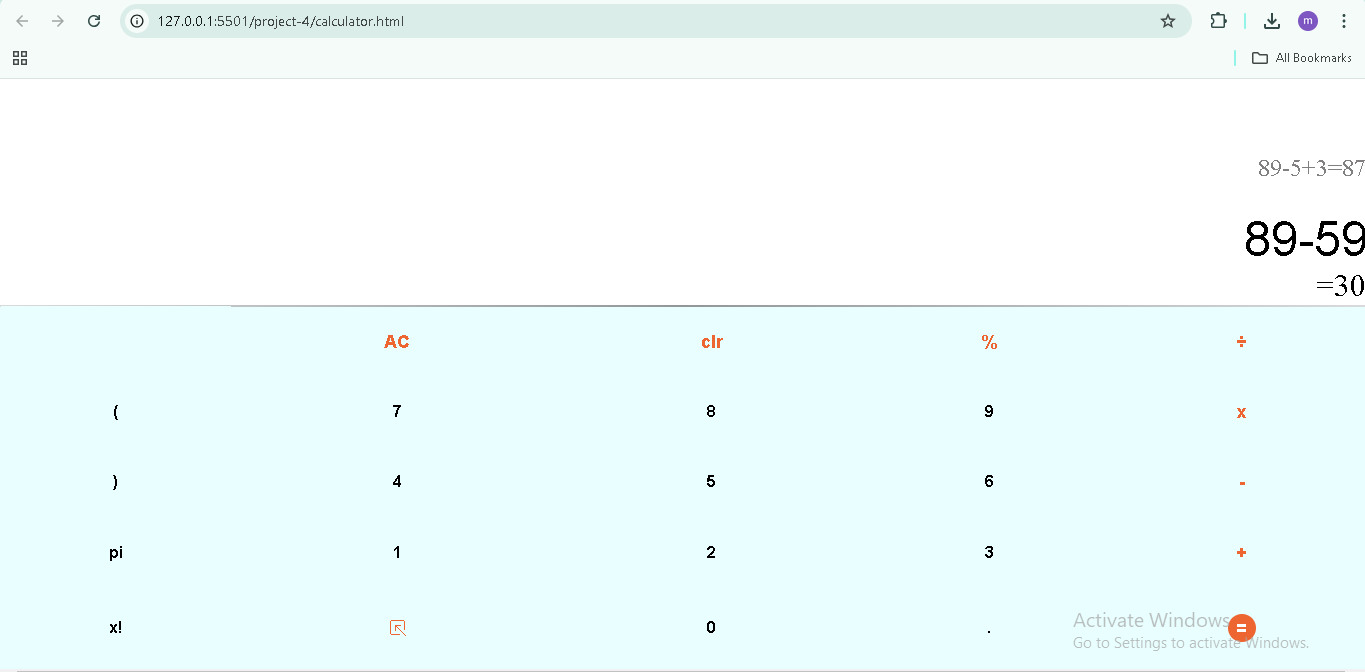 127.0.0.1:5501/project-4/calculator.html
m
All Bookmarks
89-5+3=87
89-59
=30
AC clr % ÷
( 7 8 9 x
) 4 5 6 -
pi 1 2 3 +
x! 0 . =
Activate Windows
Go to Settings to activate Windows.